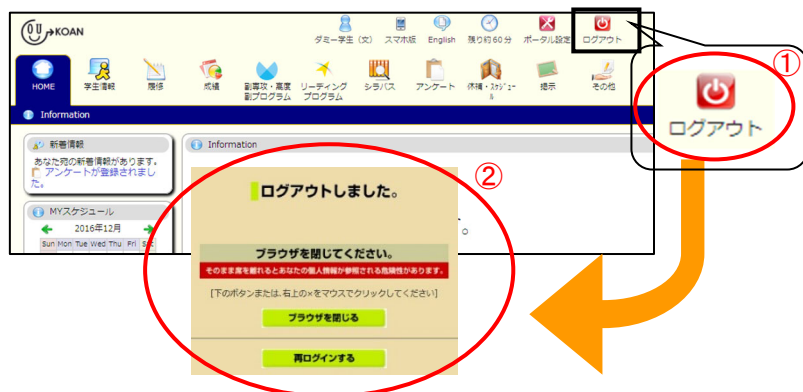 KOAN
ダミー学生（文）
スマホ版
English
残り約60分
ポータル設定
ログアウト
HOME
学生情報
履修
成績
副専攻・高度
副プログラム
リーディング
プログラム
シラバス
アンケート
休補・ｽｹｼﾞｭｰ
ﾙ
掲示
その他
Information
新着情報
あなた宛の新着情報があります。
アンケートが登録されまし
た。
MYスケジュール
2016年12月
Sun Mon Tue Wed Thu Fri Sat
Information
①
ログアウト
②
ログアウトしました。
ブラウザを閉じてください。
そのまま席を離れるとあなたの個人情報が参照される危険性があります。
[下のボタンまたは、右上の×をマウスでクリックしてください]
ブラウザを閉じる
再ログインする